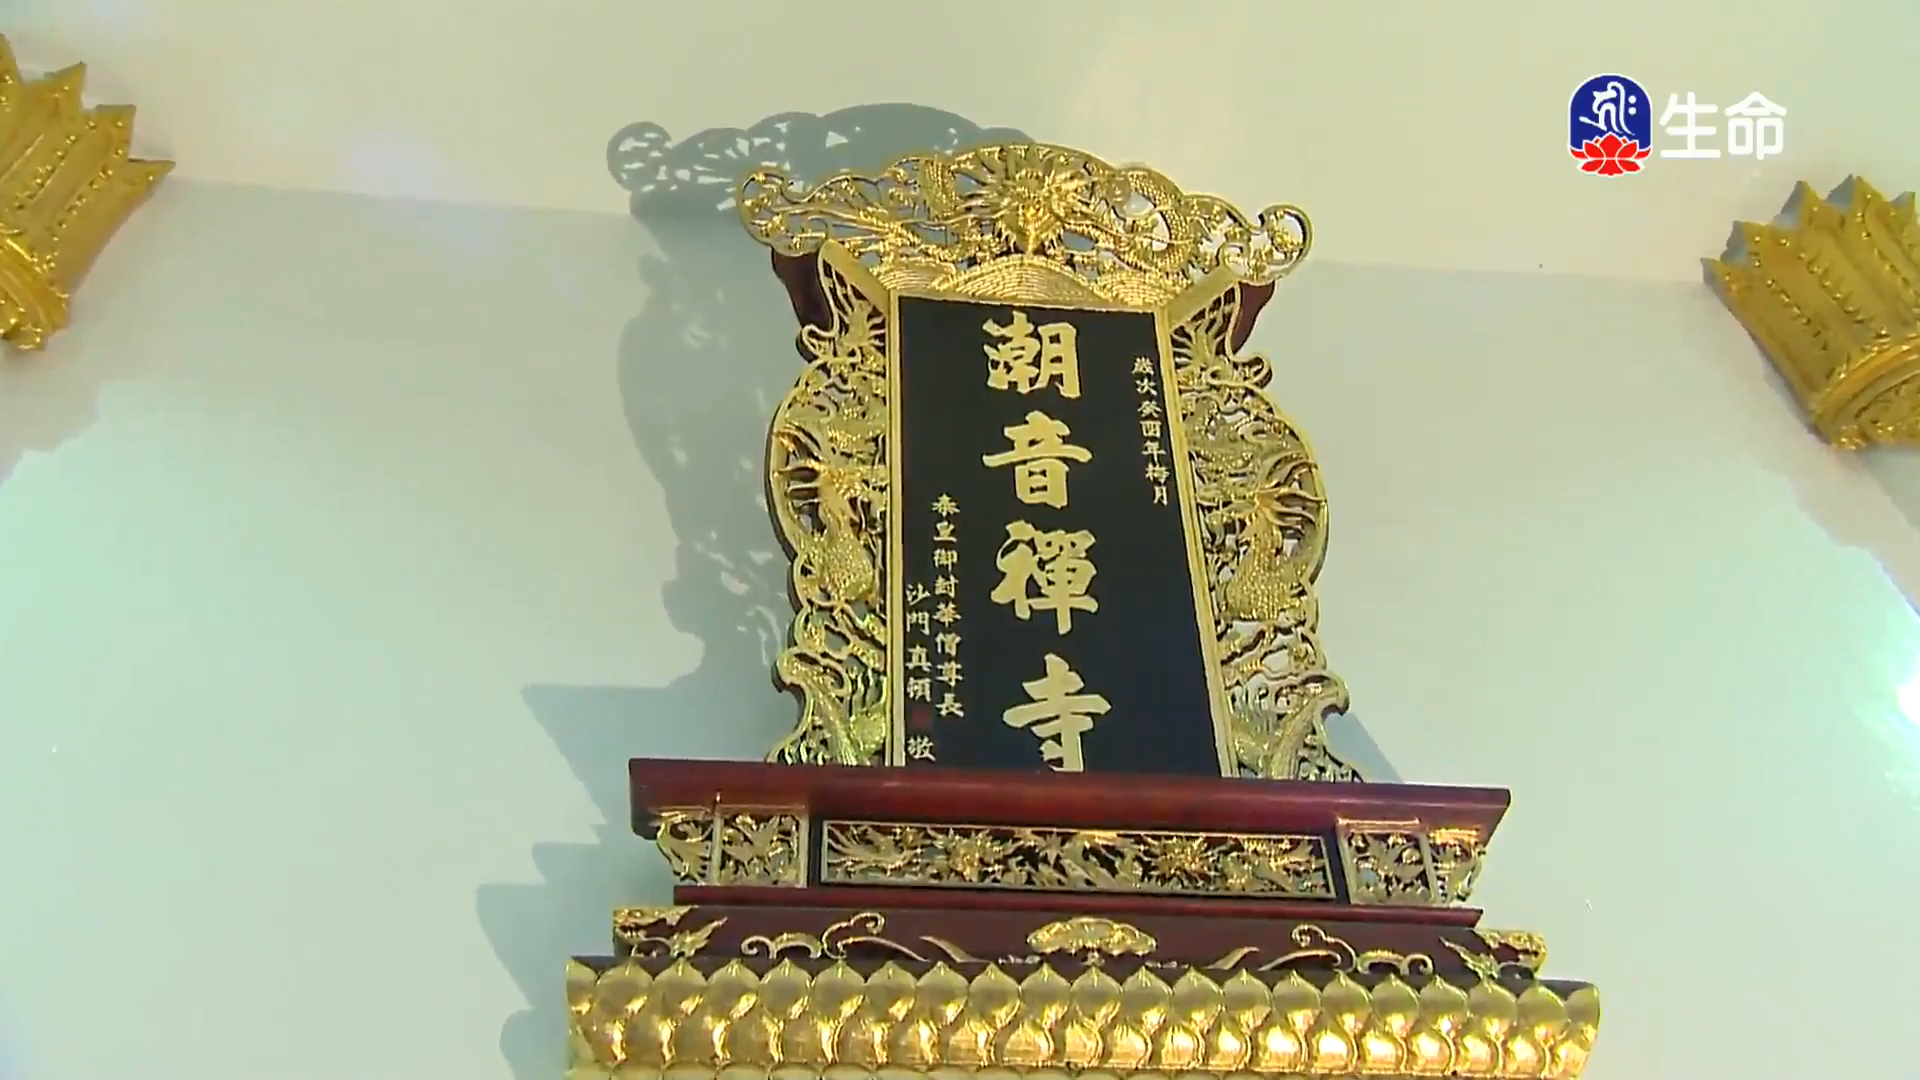 生命
歲次癸酉年梅月
潮音禪寺
泰皇御封華僧尊長
沙門真頓 敬